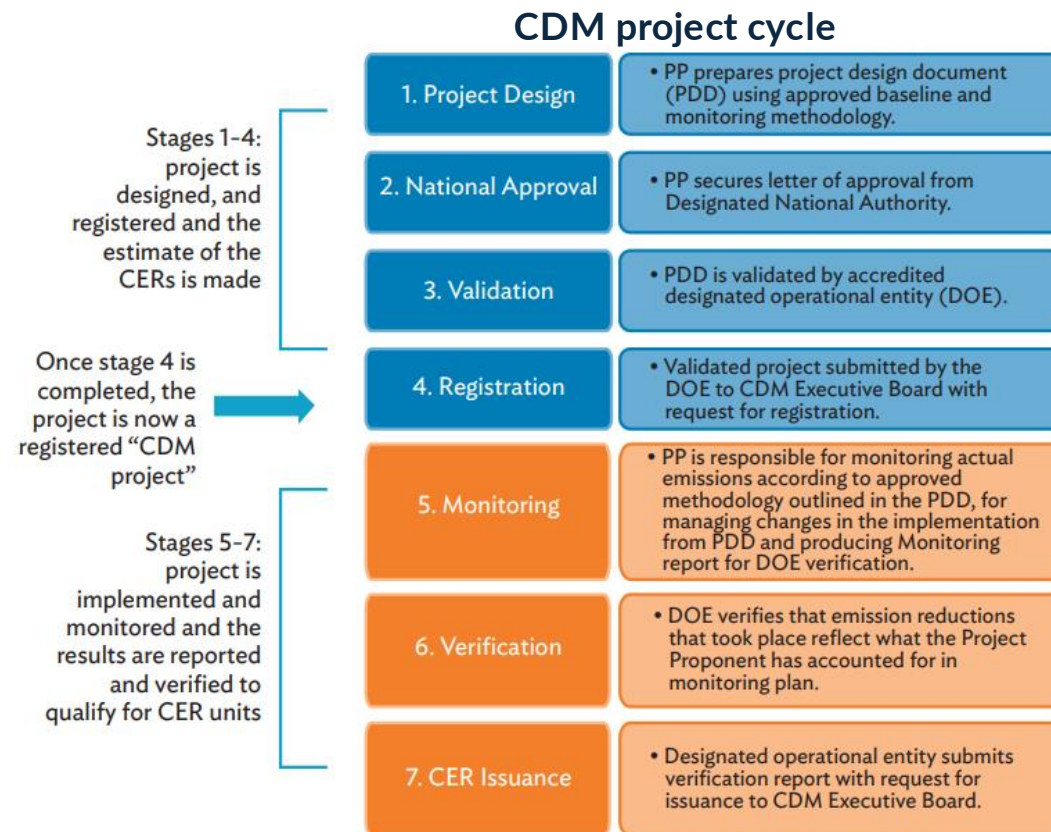 CDM project cycle
Stages 1–4:
project is
designed, and
registered and the
estimate of the
CERs is made
Once stage 4 is
completed, the
project is now a
registered “CDM
project”
Stages 5–7:
project is
implemented and
monitored and the
results are reported
and verified to
qualify for CER units
1. Project Design
• PP prepares project design document
(PDD) using approved baseline and
monitoring methodology.
2. National Approval
• PP secures letter of approval from
Designated National Authority.
3. Validation
• PDD is validated by accredited
designated operational entity (DOE).
4. Registration
• Validated project submitted by the
DOE to CDM Executive Board with
request for registration.
5. Monitoring
• PP is responsible for monitoring actual
emissions according to approved
methodology outlined in the PDD, for
managing changes in the implementation
from PDD and producing Monitoring
report for DOE verification.
6. Verification
• DOE verifies that emission reductions
that took place reflect what the Project
Proponent has accounted for in
monitoring plan.
7. CER Issuance
• Designated operational entity submits
verification report with request for
issuance to CDM Executive Board.